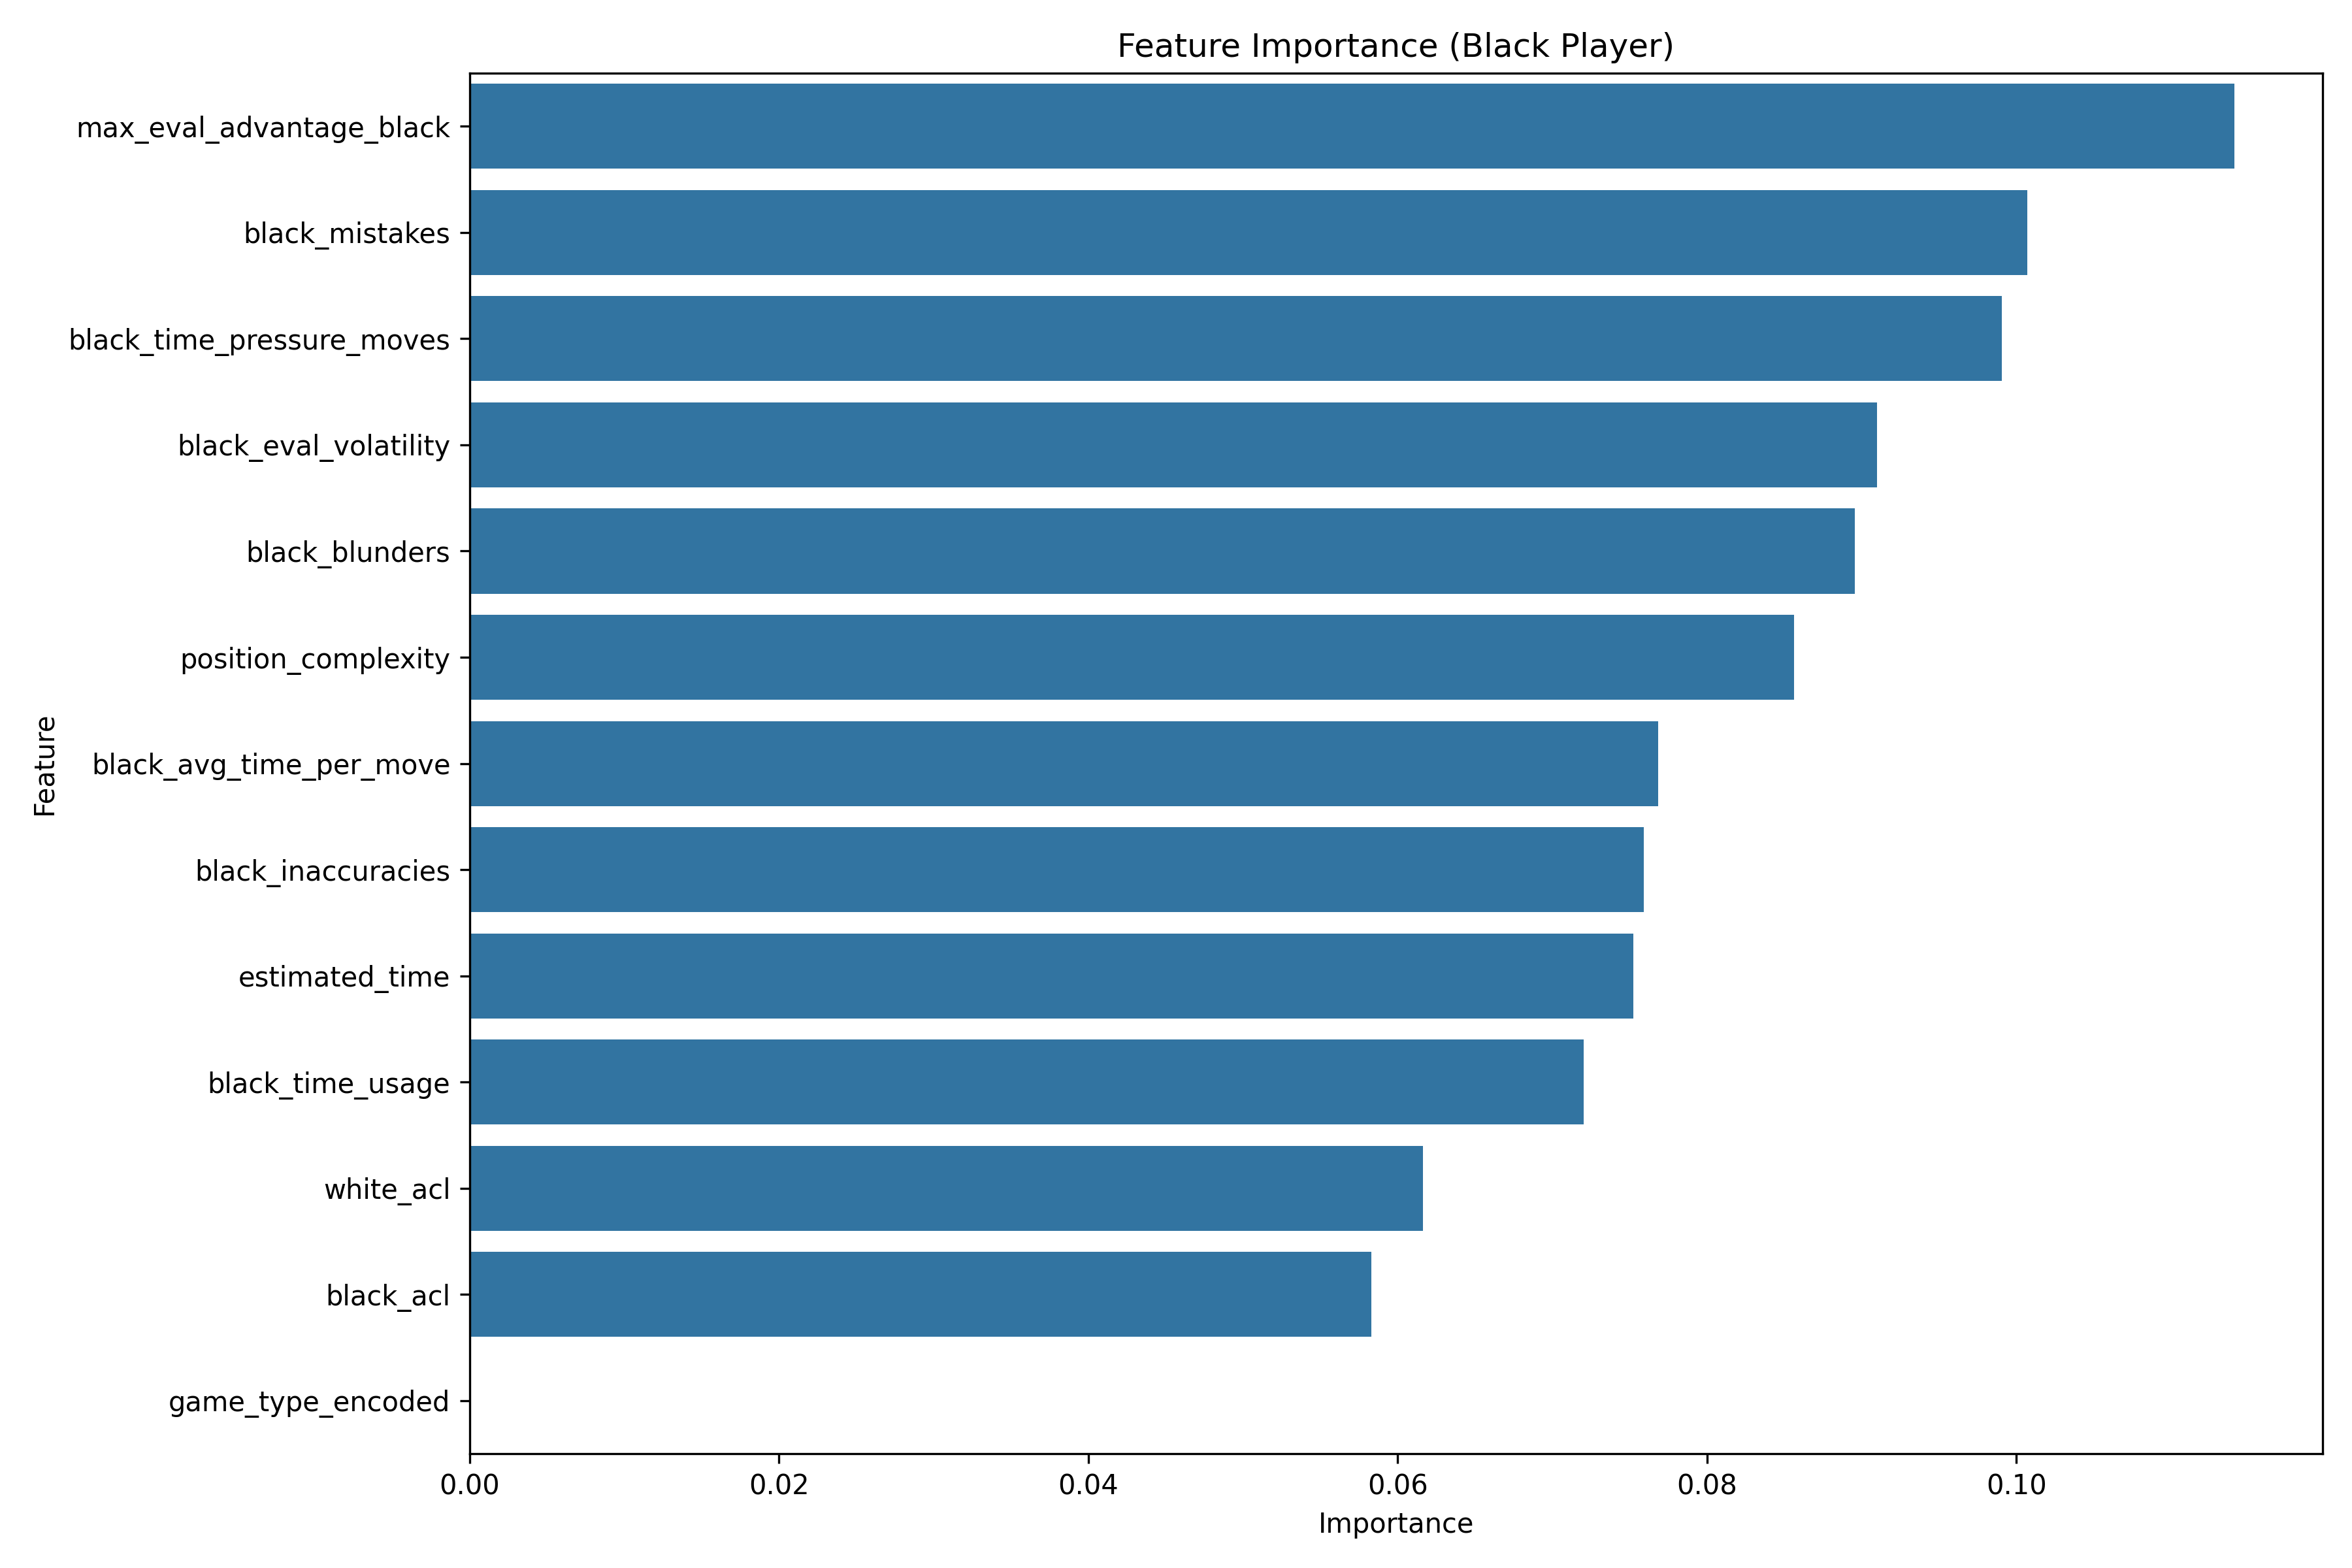 Feature Importance (Black Player)
max_eval_advantage_black
black_mistakes
black_time_pressure_moves
black_eval_volatility
black_blunders
position_complexity
black_avg_time_per_move
black_inaccuracies
estimated_time
black_time_usage
white_acl
black_acl
game_type_encoded
Feature
0.00 0.02 0.04 0.06 0.08 0.10
Importance